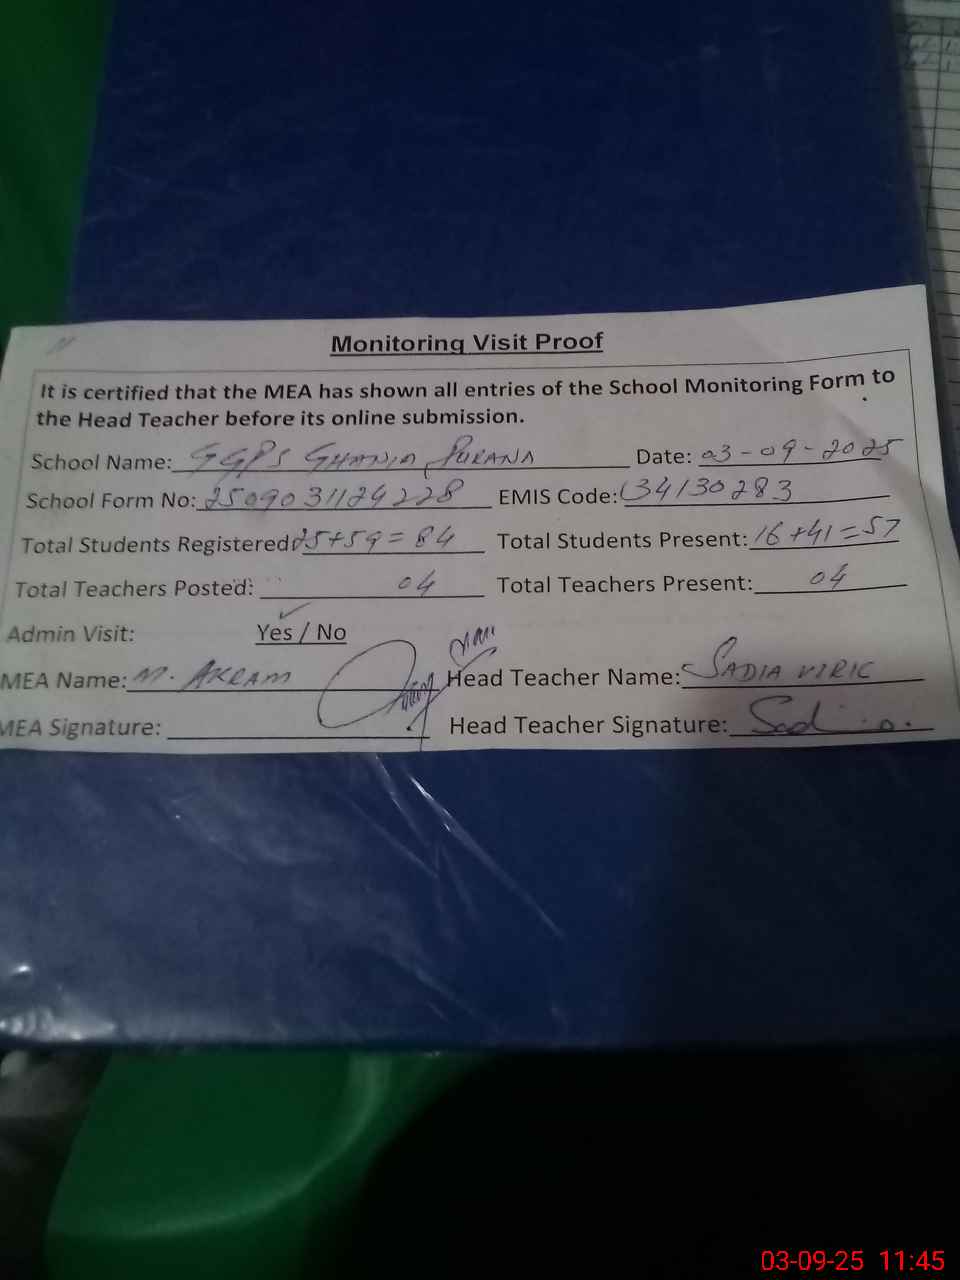 Monitoring Visit Proof
It is certified that the MEA has shown all entries of the School Monitoring Form to
the Head Teacher before its online submission.
School Name: GGPS GHANIA PURANA Date: 03-09-2025
School Form No: 2509031124228 EMIS Code: 34130283
Total Students Registered 25+59=84 Total Students Present: 16+41=57
Total Teachers Posted: 04 Total Teachers Present: 04
Admin Visit: Yes / No
MEA Name: M. AKRAM Head Teacher Name: SADIA VIRIC
MEA Signature: Head Teacher Signature: Sadia.
03-09-25 11:45